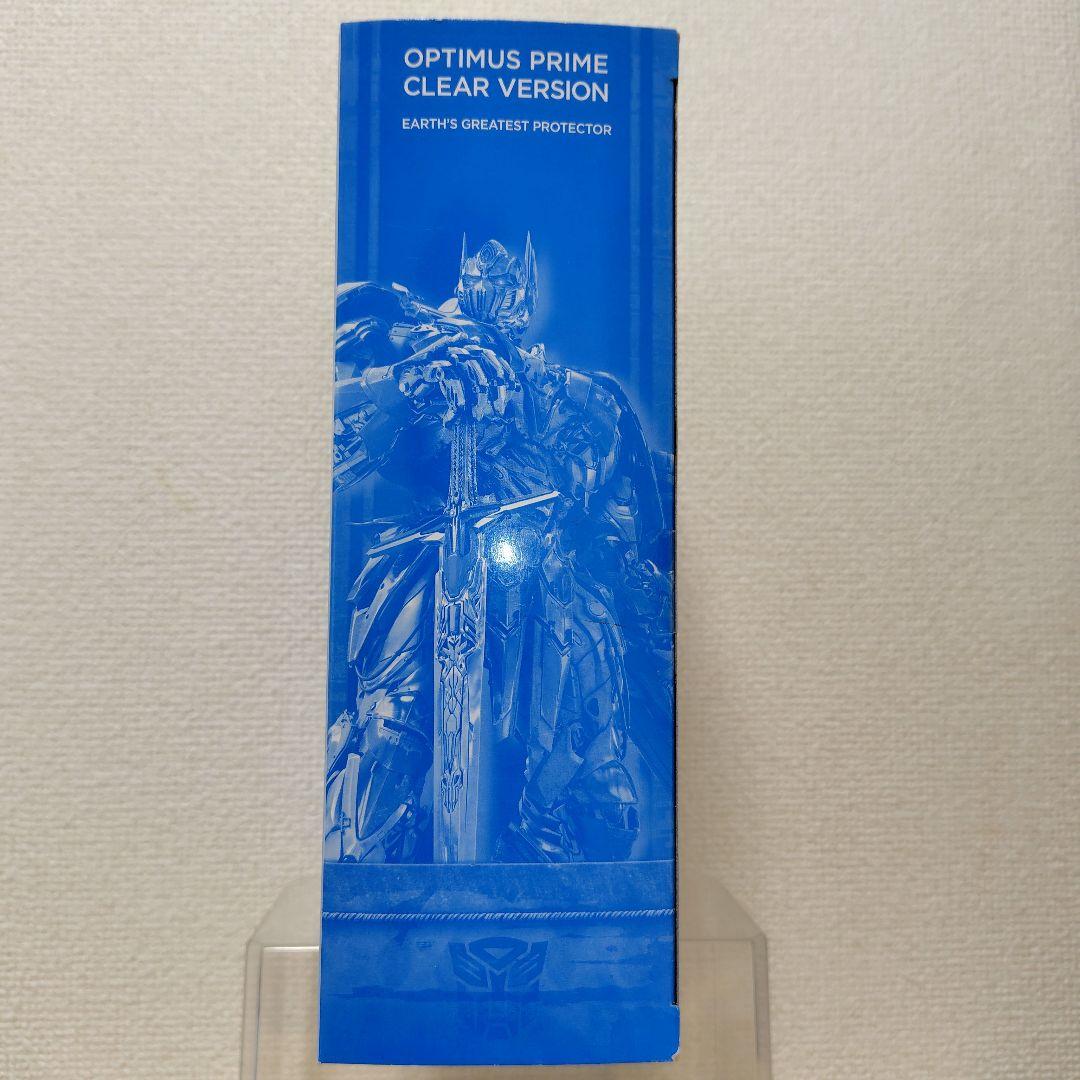 OPTIMUS PRIME
CLEAR VERSION
EARTH'S GREATEST PROTECTOR